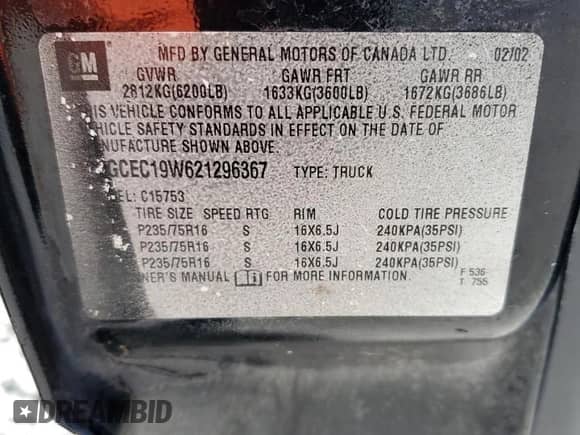 GM
MFD BY GENERAL MOTORS OF CANADA LTD. 02/02
GVWR GAWR FRT GAWR RR
2812KG(6200LB) 1633KG(3600LB) 1672KG(3686LB)
THIS VEHICLE CONFORMS TO ALL APPLICABLE U.S. FEDERAL MOTOR
VEHICLE SAFETY STANDARDS IN EFFECT ON THE DATE OF
MANUFACTURE SHOWN ABOVE.
GCEC19W621296367 TYPE: TRUCK
EL: C15753
TIRE SIZE SPEED RTG RIM COLD TIRE PRESSURE
P235/75R16 S 16X6.5J 240KPA(35PSI)
P235/75R16 S 16X6.5J 240KPA(35PSI)
P235/75R16 S 16X6.5J 240KPA(35PSI)
NER'S MANUAL FOR MORE INFORMATION.
F 536
T 755
DREAMBID